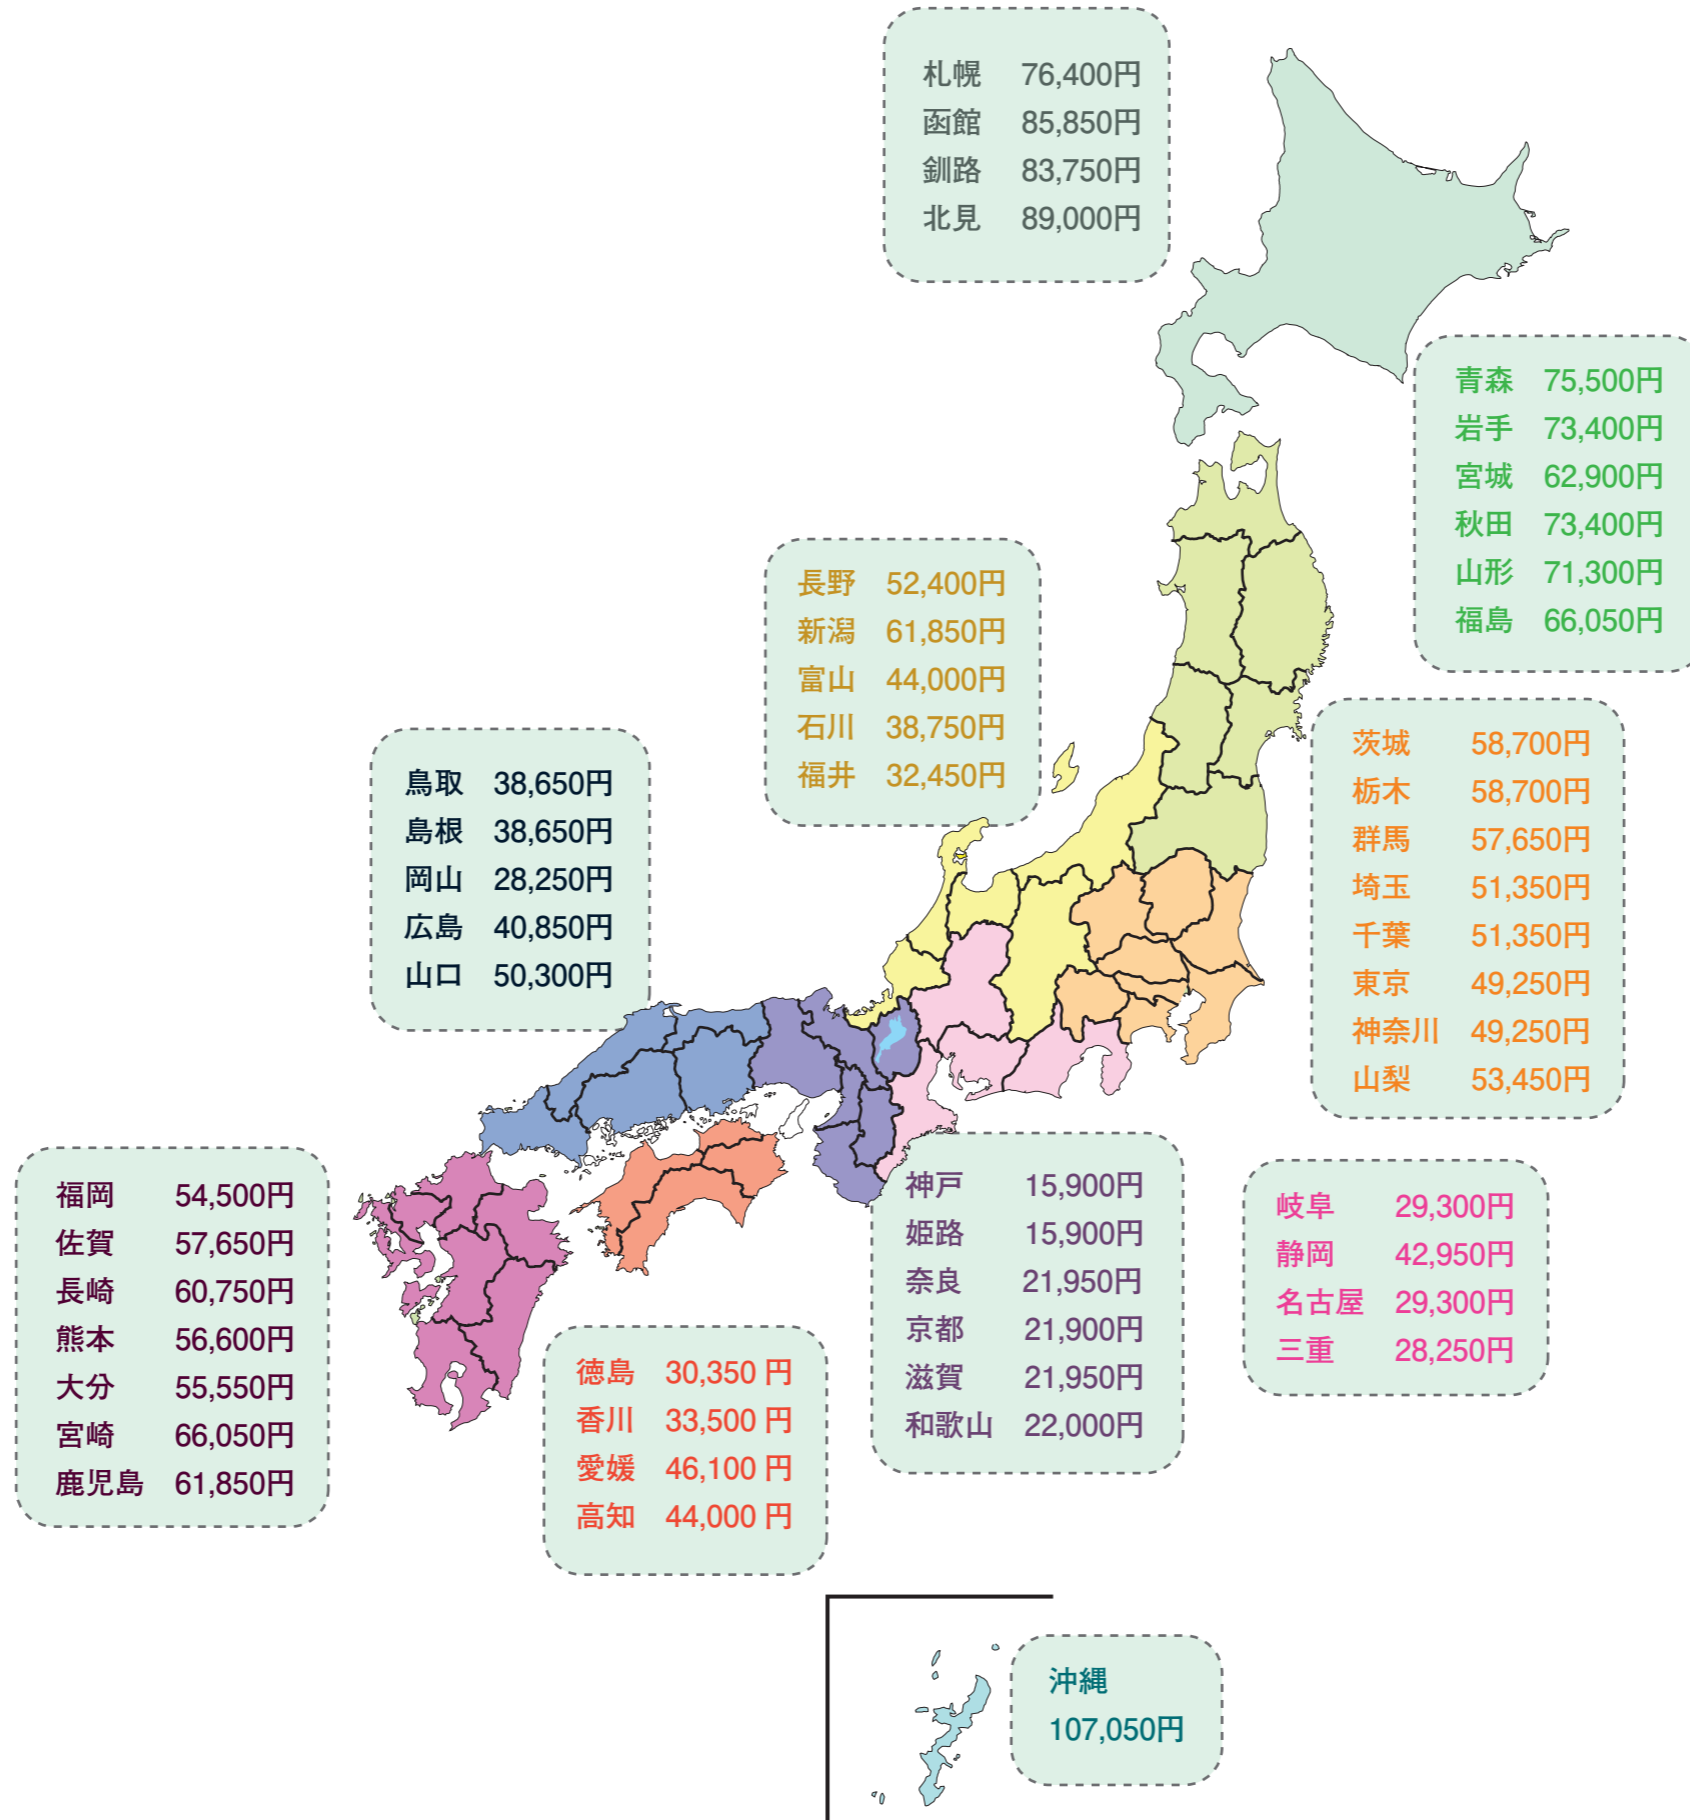 札幌 76,400円
函館 85,850円
釧路 83,750円
北見 89,000円
青森 75,500円
岩手 73,400円
宮城 62,900円
秋田 73,400円
山形 71,300円
福島 66,050円
長野 52,400円
新潟 61,850円
富山 44,000円
石川 38,750円
福井 32,450円
茨城 58,700円
栃木 58,700円
群馬 57,650円
埼玉 51,350円
千葉 51,350円
東京 49,250円
神奈川 49,250円
山梨 53,450円
鳥取 38,650円
島根 38,650円
岡山 28,250円
広島 40,850円
山口 50,300円
福岡 54,500円
佐賀 57,650円
長崎 60,750円
熊本 56,600円
大分 55,550円
宮崎 66,050円
鹿児島 61,850円
徳島 30,350 円
香川 33,500 円
愛媛 46,100 円
高知 44,000 円
神戸 15,900円
姫路 15,900円
奈良 21,950円
京都 21,900円
滋賀 21,950円
和歌山 22,000円
岐阜 29,300円
静岡 42,950円
名古屋 29,300円
三重 28,250円
沖縄
107,050円